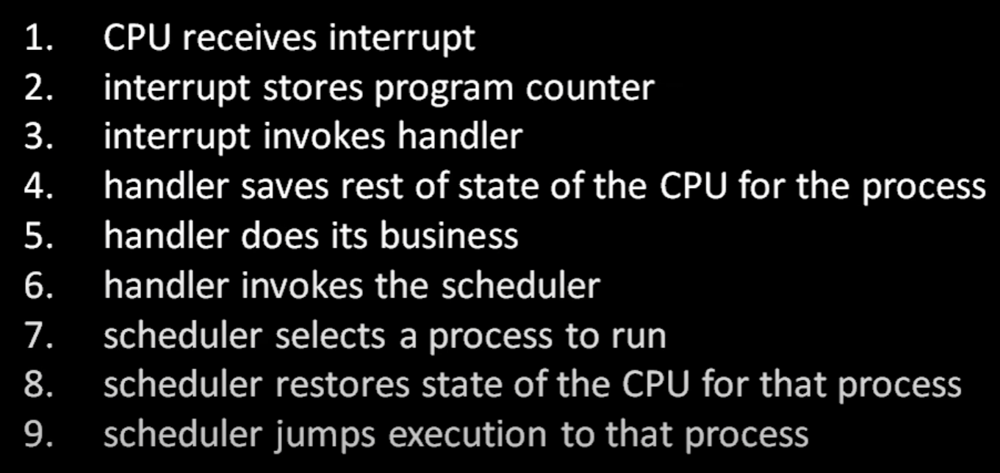 1. CPU receives interrupt
2. interrupt stores program counter
3. interrupt invokes handler
4. handler saves rest of state of the CPU for the process
5. handler does its business
6. handler invokes the scheduler
7. scheduler selects a process to run
8. scheduler restores state of the CPU for that process
9. scheduler jumps execution to that process